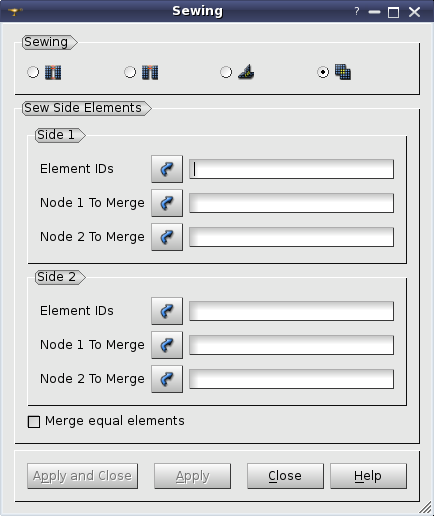 Sewing
Sewing
Sew Side Elements
Side 1
Element IDs
Node 1 To Merge
Node 2 To Merge
Side 2
Element IDs
Node 1 To Merge
Node 2 To Merge
Merge equal elements
Apply and Close Apply Close Help